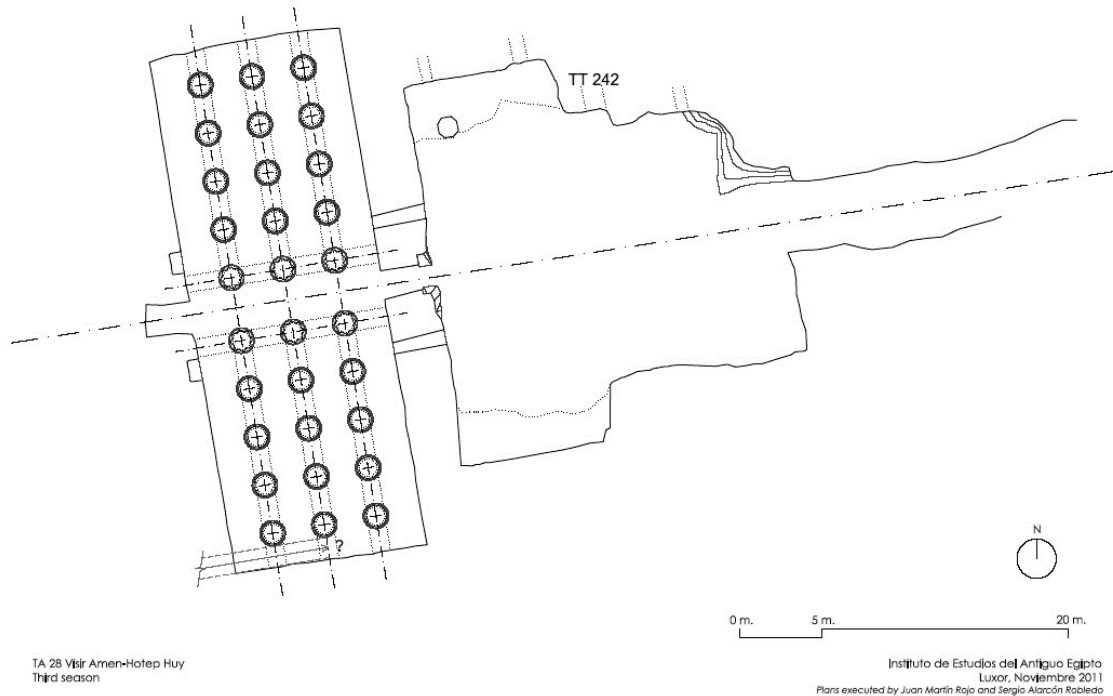 TT 242
?
N
0 m. 5 m. 20 m.
TA 28 Visir Amen-Hotep Huy
Third season
Instituto de Estudios del Antiguo Egipto
Luxor, Noviembre 2011
Plans executed by Juan Martín Rojo and Sergio Alarcón Robledo